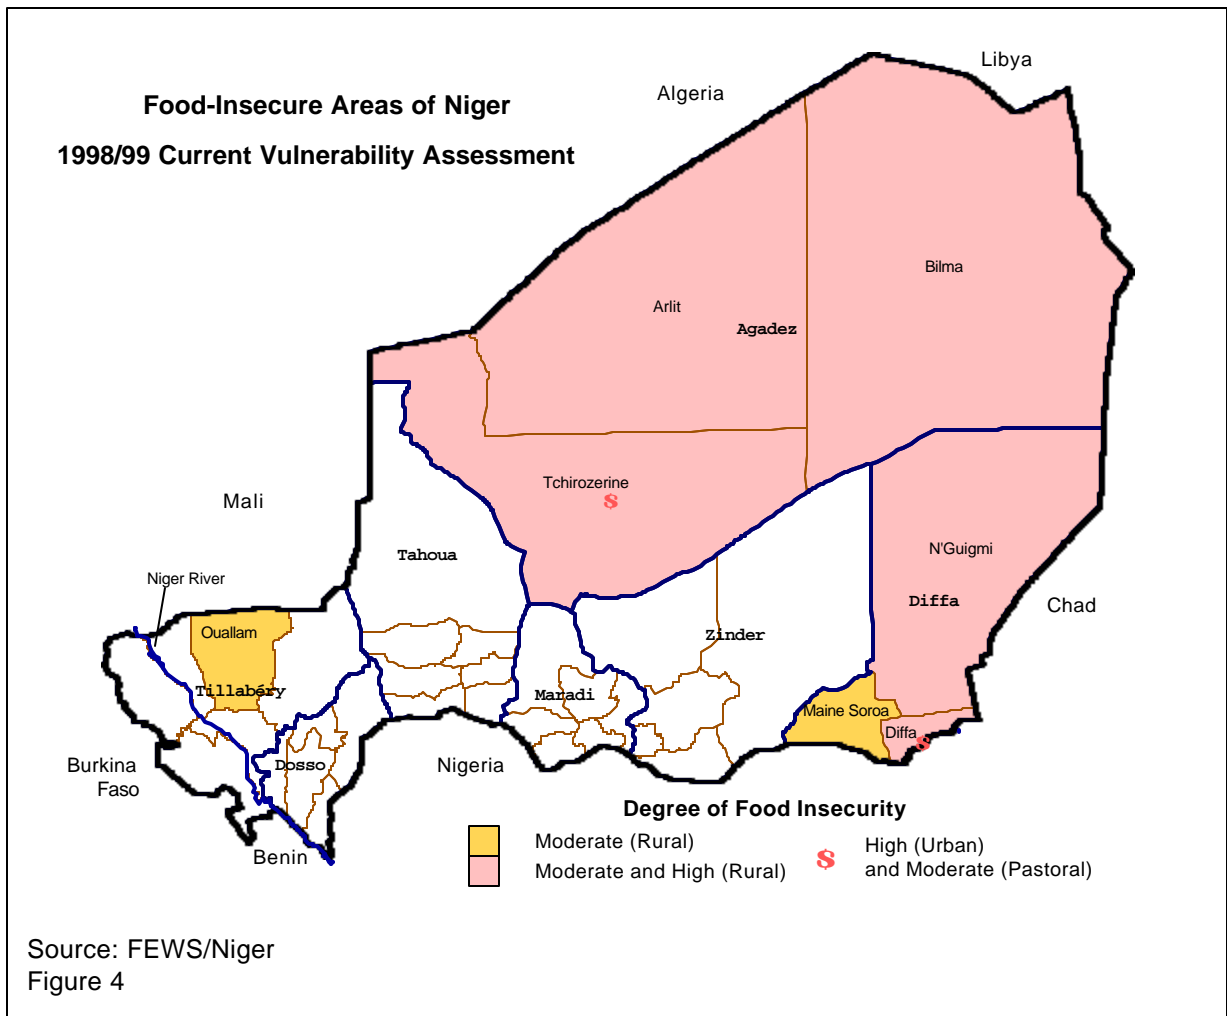 Food-Insecure Areas of Niger
1998/99 Current Vulnerability Assessment
Libya
Algeria
Bilma
Arlit
Agadez
Tchirozerine
Mali
N'Guigmi
Tahoua
Niger River
Diffa
Chad
Ouallam
Zinder
Tillabéry
Maradi
Maine Soroa
Diffa
Dosso
Burkina
Faso
Nigeria
Benin
Degree of Food Insecurity
Moderate (Rural)
Moderate and High (Rural)
High (Urban)
and Moderate (Pastoral)
Source: FEWS/Niger
Figure 4